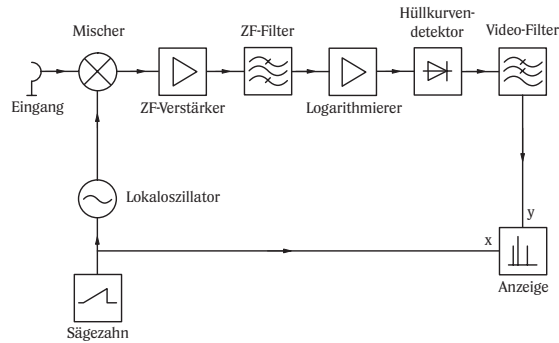 Hüllkurven-
detektor
Mischer
ZF-Filter
Video-Filter
Eingang
ZF-Verstärker
Logarithmierer
Lokaloszillator
y
x
Anzeige
Sägezahn